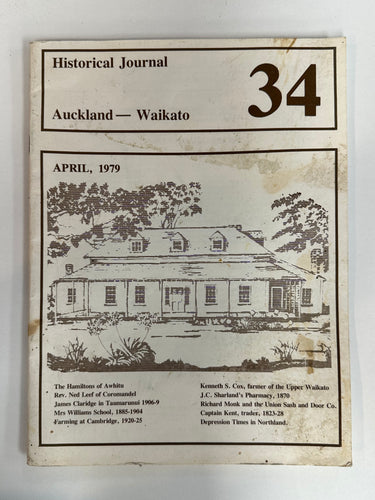 Historical Journal
34
Auckland — Waikato
APRIL, 1979
The Hamiltons of Awhitu
Rev. Ned Leef of Coromandel
James Claridge in Taumarunui 1906-9
Mrs Williams School, 1885-1904
Farming at Cambridge, 1920-25
Kenneth S. Cox, farmer of the Upper Waikato
J.C. Sharland's Pharmacy, 1870
Richard Monk and the Union Sash and Door Co.
Captain Kent, trader, 1823-28
Depression Times in Northland.